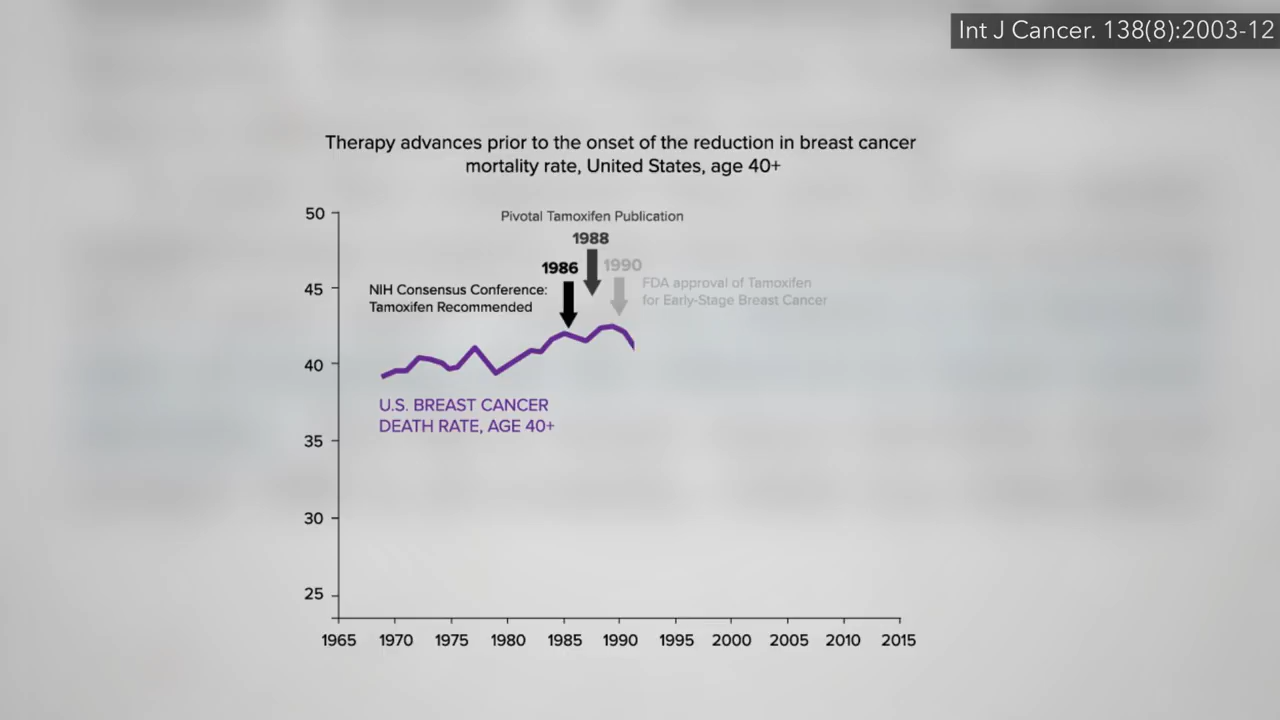 Int J Cancer. 138(8):2003-12
Therapy advances prior to the onset of the reduction in breast cancer
mortality rate, United States, age 40+
50
45
40
35
30
25
Pivotal Tamoxifen Publication
1988
1986
1990
NIH Consensus Conference:
Tamoxifen Recommended
FDA approval of Tamoxifen
for Early-Stage Breast Cancer
U.S. BREAST CANCER
DEATH RATE, AGE 40+
1965 1970 1975 1980 1985 1990 1995 2000 2005 2010 2015